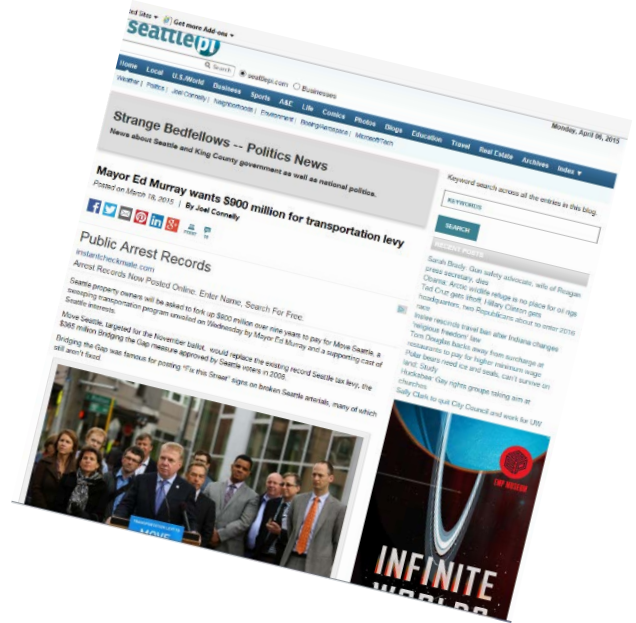 Get more Add-ons
seattlepi
Search
seattlepi.com
Businesses
Monday, April 06, 2015
Home Local U.S./World Business Sports A&E Life Comics Photos Blogs Education Travel Real Estate Archives Index
Weather | Politics | Joel Connelly | Neighborhoods | Environment | Boeing/Aerospace | Microsoft/Tech
Strange Bedfellows -- Politics News
News about Seattle and King County government as well as national politics.
Mayor Ed Murray wants $900 million for transportation levy
Posted on March 18, 2015 | By Joel Connelly
Public Arrest Records
instantcheckmate.com
Arrest Records Now Posted Online. Enter Name, Search For Free.
Seattle property owners will be asked to fork up $900 million over nine years to pay for Move Seattle, a
sweeping transportation program unveiled on Wednesday by Mayor Ed Murray and a supporting cast of
Seattle interests.
Move Seattle, targeted for the November ballot, would replace the existing record Seattle tax levy, the
$365 million Bridging the Gap measure approved by Seattle voters in 2006.
Bridging the Gap was famous for posting "Fix this Street" signs on broken Seattle arterials, many of which
still aren't fixed
MOVE
Keyword search across all the entries in this blog.
KEYWORDS
SEARCH
RECENT POSTS
Sarah Brady: Gun safety advocate, wife of Reagan
press secretary, dies
Obama: Arctic wildlife refuge is no place for oil rigs
Ted Cruz gets liftoff, Hillary Clinton gets
headquarters, two Republicans about to enter 2016
race
Inslee rescinds travel ban after Indiana changes
'religious freedom' law
Tom Douglas backs away from surcharge at
restaurants to pay for higher minimum wage
Polar bears need ice and seals, can't survive on
land: Study
Huckabee: Gay rights groups taking aim at
churches
Sally Clark to quit City Council and work for UW
EMP MUSEUM
INFINITE
WORLDS